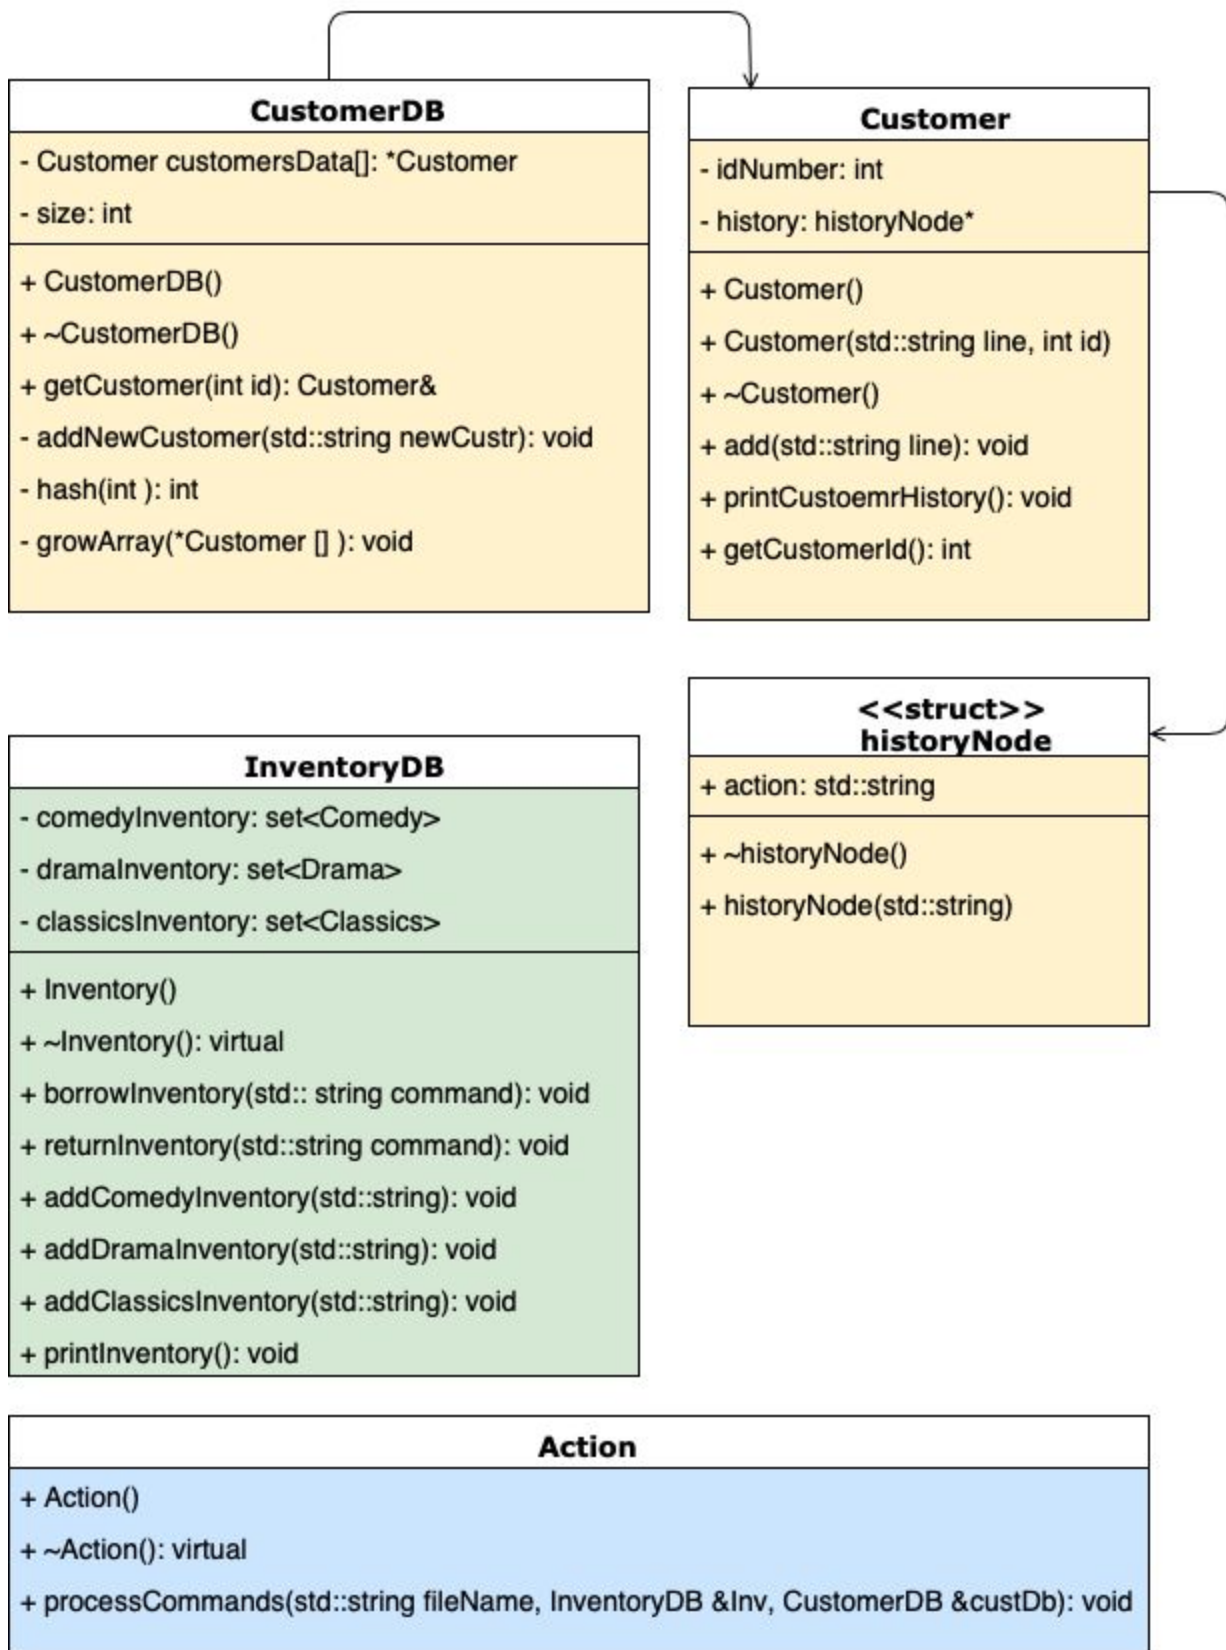 CustomerDB
- Customer customersData[]: *Customer
- size: int
+ CustomerDB()
+ ~CustomerDB()
+ getCustomer(int id): Customer&
- addNewCustomer(std::string newCustr): void
- hash(int ): int
- growArray(*Customer [] ): void
Customer
- idNumber: int
- history: historyNode*
+ Customer()
+ Customer(std::string line, int id)
+ ~Customer()
+ add(std::string line): void
+ printCustoemrHistory(): void
+ getCustomerId(): int
<<struct>>
historyNode
+ action: std::string
+ ~historyNode()
+ historyNode(std::string)
InventoryDB
- comedyInventory: set<Comedy>
- dramaInventory: set<Drama>
- classicsInventory: set<Classics>
+ Inventory()
+ ~Inventory(): virtual
+ borrowInventory(std:: string command): void
+ returnInventory(std::string command): void
+ addComedyInventory(std::string): void
+ addDramaInventory(std::string): void
+ addClassicsInventory(std::string): void
+ printInventory(): void
Action
+ Action()
+ ~Action(): virtual
+ processCommands(std::string fileName, InventoryDB &Inv, CustomerDB &custDb): void